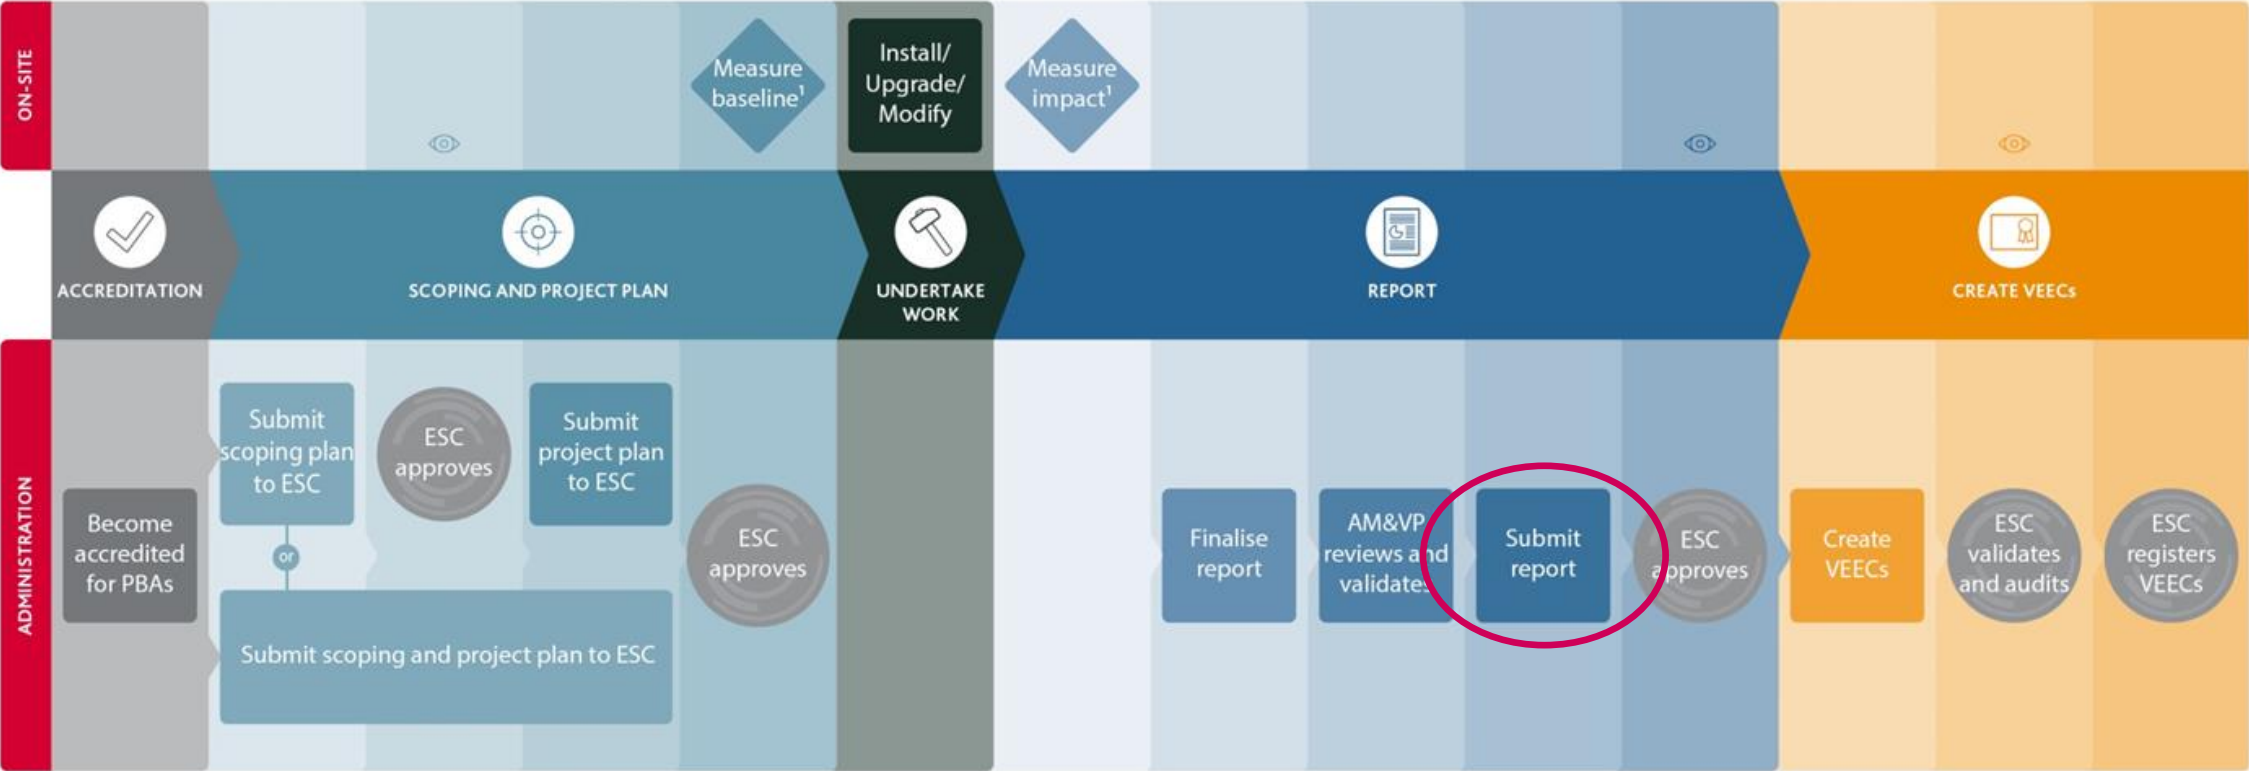 ON-SITE
Measure
baseline¹
Install/
Upgrade/
Modify
Measure
impact¹
ACCREDITATION
SCOPING AND PROJECT PLAN
UNDERTAKE
WORK
REPORT
CREATE VEECs
ADMINISTRATION
Become
accredited
for PBAs
Submit
scoping plan
to ESC
or
Submit scoping and project plan to ESC
ESC
approves
Submit
project plan
to ESC
ESC
approves
Finalise
report
AM&VP
reviews and
validates
Submit
report
ESC
approves
Create
VEECs
ESC
validates
and audits
ESC
registers
VEECs